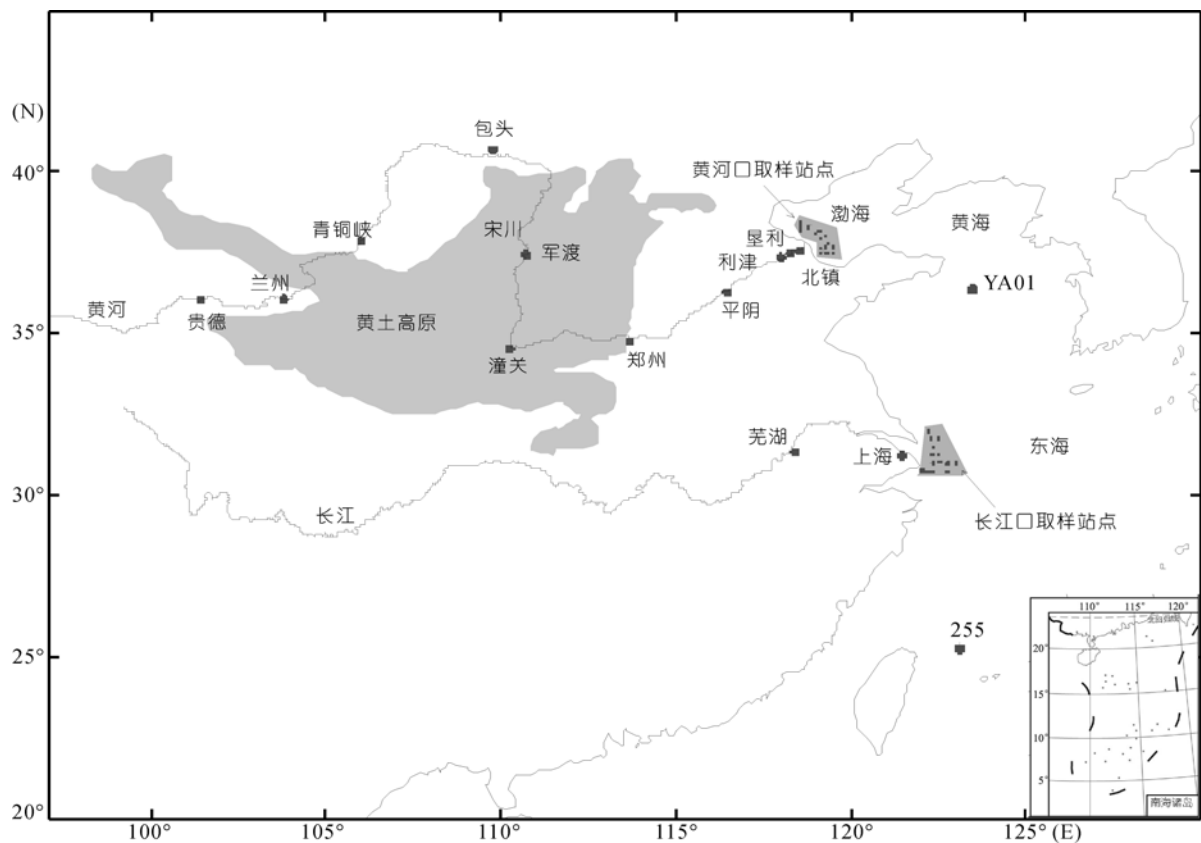 (N)
40°
35°
30°
25°
20°
100°
105°
110°
115°
120°
125° (E)
包头
黄河口取样站点
渤海
黄海
青铜峡
宋川
军渡
垦利
利津
北镇
YA01
兰州
平阴
黄河
贵德
黄土高原
潼关
郑州
芜湖
上海
东海
长江
长江口取样站点
255
110°
115°
120°
20°
15°
10°
5°
南海诸岛